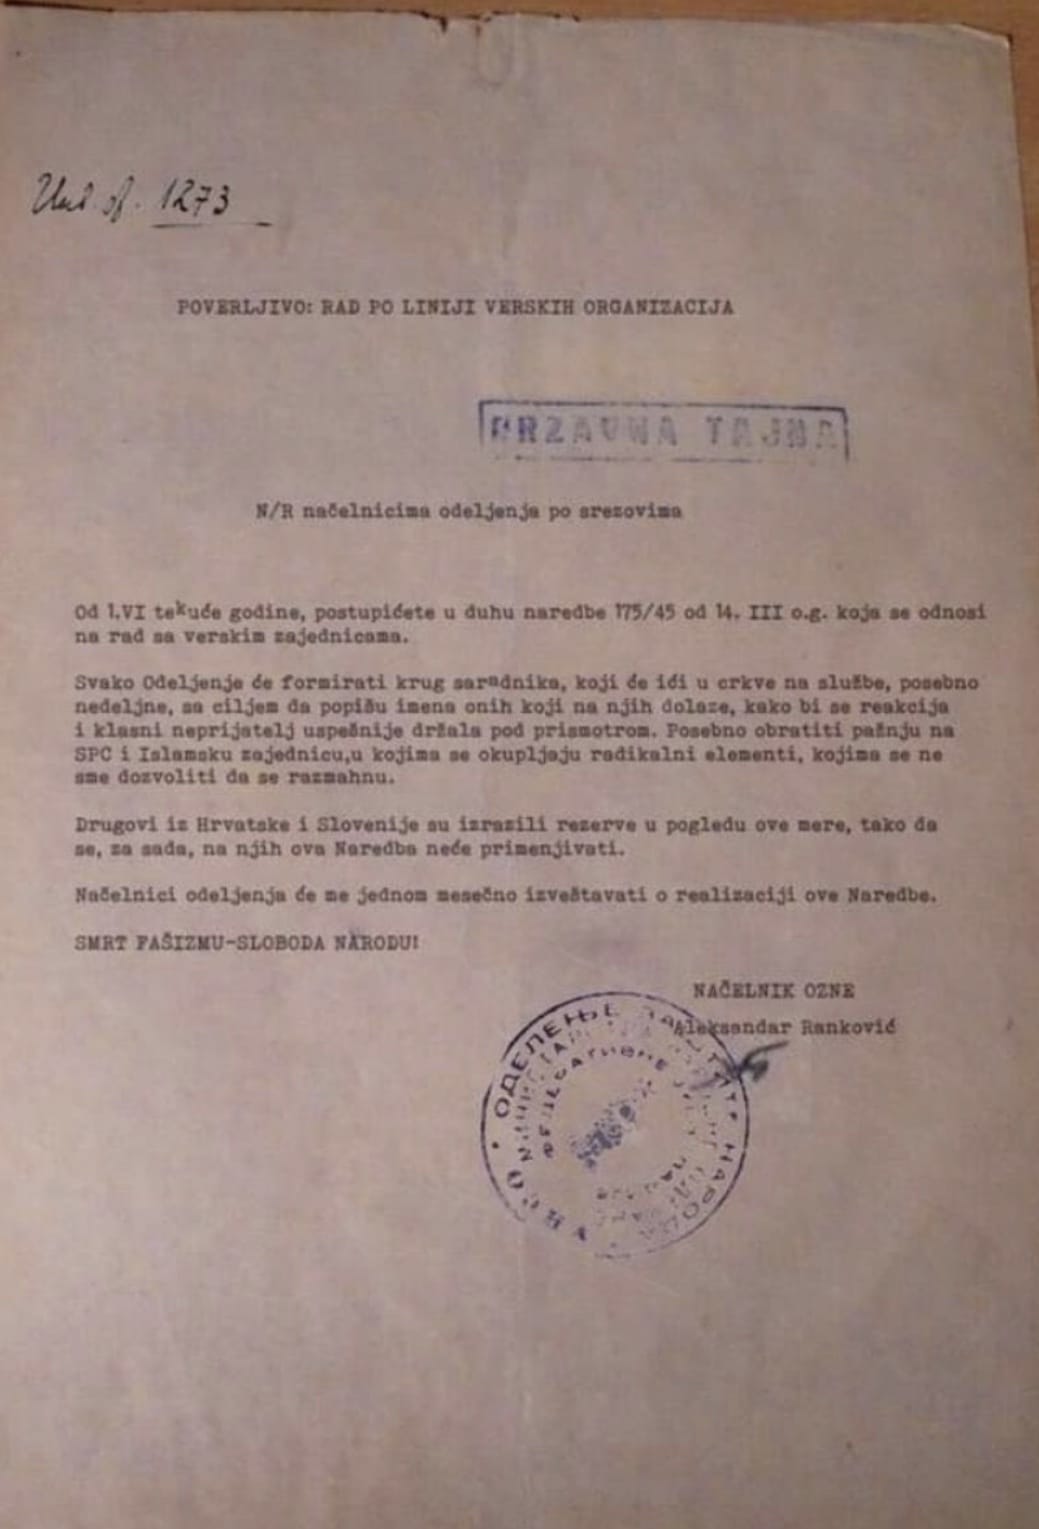 1273
POVERLJIVO: RAD PO LINIJI VERSKIH ORGANIZACIJA
DRZAVNA TAJNA
N/R načelnicima odeljenja po srezovima
Od 1.VI tekuće godine, postupićete u duhu naredbe 175/45 od 14. III o.g. koja se odnosi
na rad sa verskim zajednicama.
Svako Odeljenje će formirati krug saradnika, koji će ići u crkve na službe, posebno
nedeljne, sa ciljem da popišu imena onih koji na njih dolaze, kako bi se reakcija
i klasni neprijatelj uspešnije držala pod prismotrom. Posebno obratiti pažnju na
SPC i Islamsku zajednicu,u kojima se okupljaju radikalni elementi, kojima se ne
sme dozvoliti da se razmahnu.
Drugovi iz Hrvatske i Slovenije su izrazili rezerve u pogledu ove mere, tako da
se, za sada, na njih ova Naredba neće primenjivati.
Načelnici odeljenja će me jednom mesečno izveštavati o realizaciji ove Naredbe.
SMRT FAŠIZMU-SLOBODA NARODU!
NAČELNIK OZNE
Aleksandar Ranković
ОДЕЛЕЊЕ НАРОДА